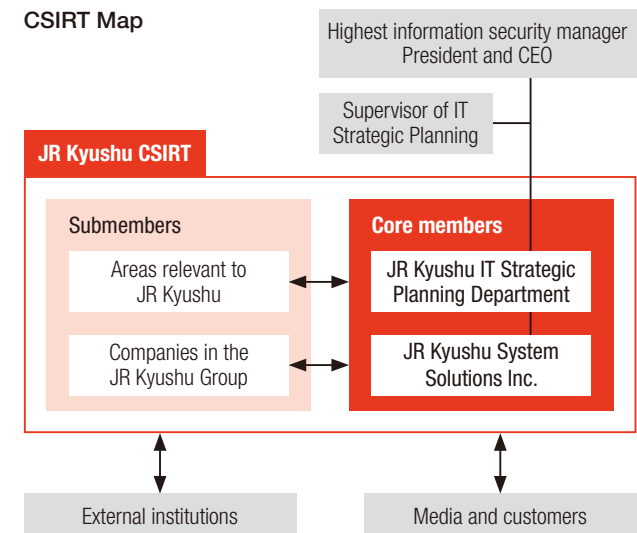 CSIRT Map
Highest information security manager
President and CEO
Supervisor of IT
Strategic Planning
JR Kyushu CSIRT
Submembers
Areas relevant to
JR Kyushu
Companies in the
JR Kyushu Group
Core members
JR Kyushu IT Strategic
Planning Department
JR Kyushu System
Solutions Inc.
External institutions
Media and customers